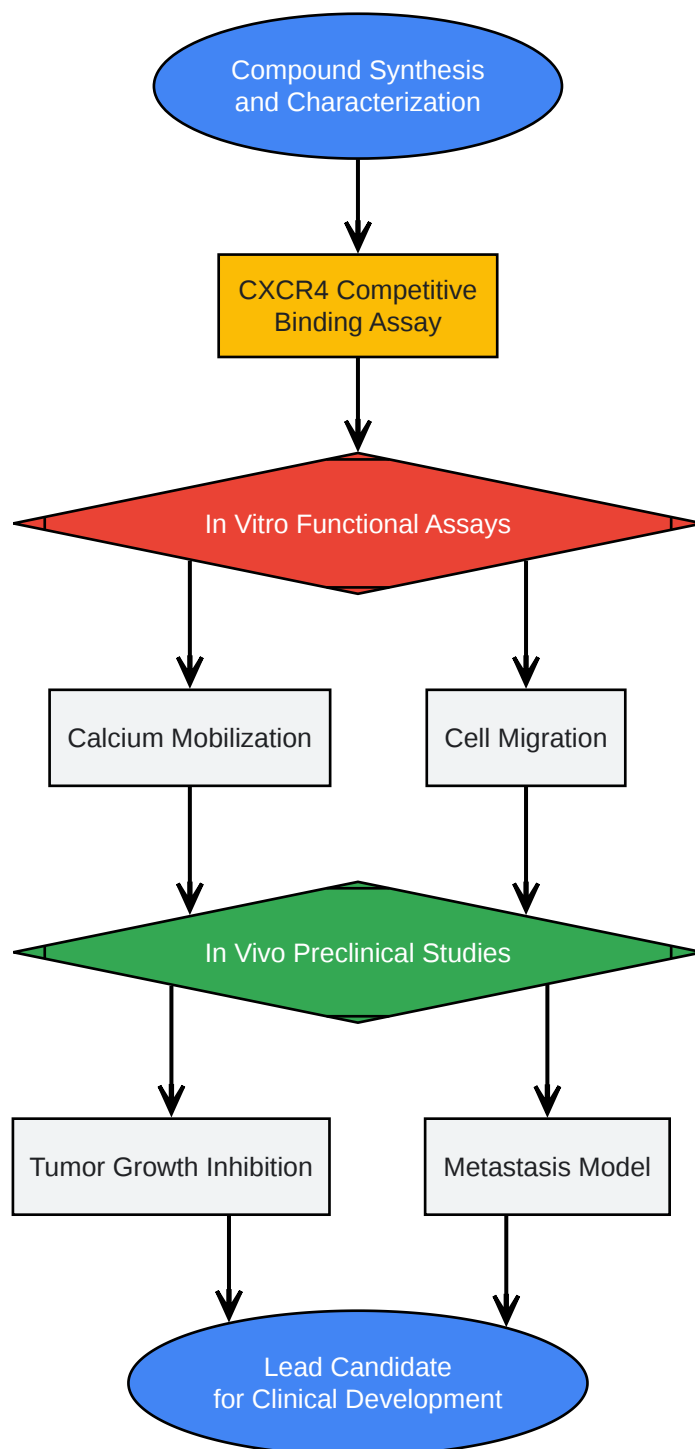 Compound Synthesis
and Characterization
CXCR4 Competitive
Binding Assay
In Vitro Functional Assays
Calcium Mobilization
Cell Migration
In Vivo Preclinical Studies
Tumor Growth Inhibition
Metastasis Model
Lead Candidate
for Clinical Development